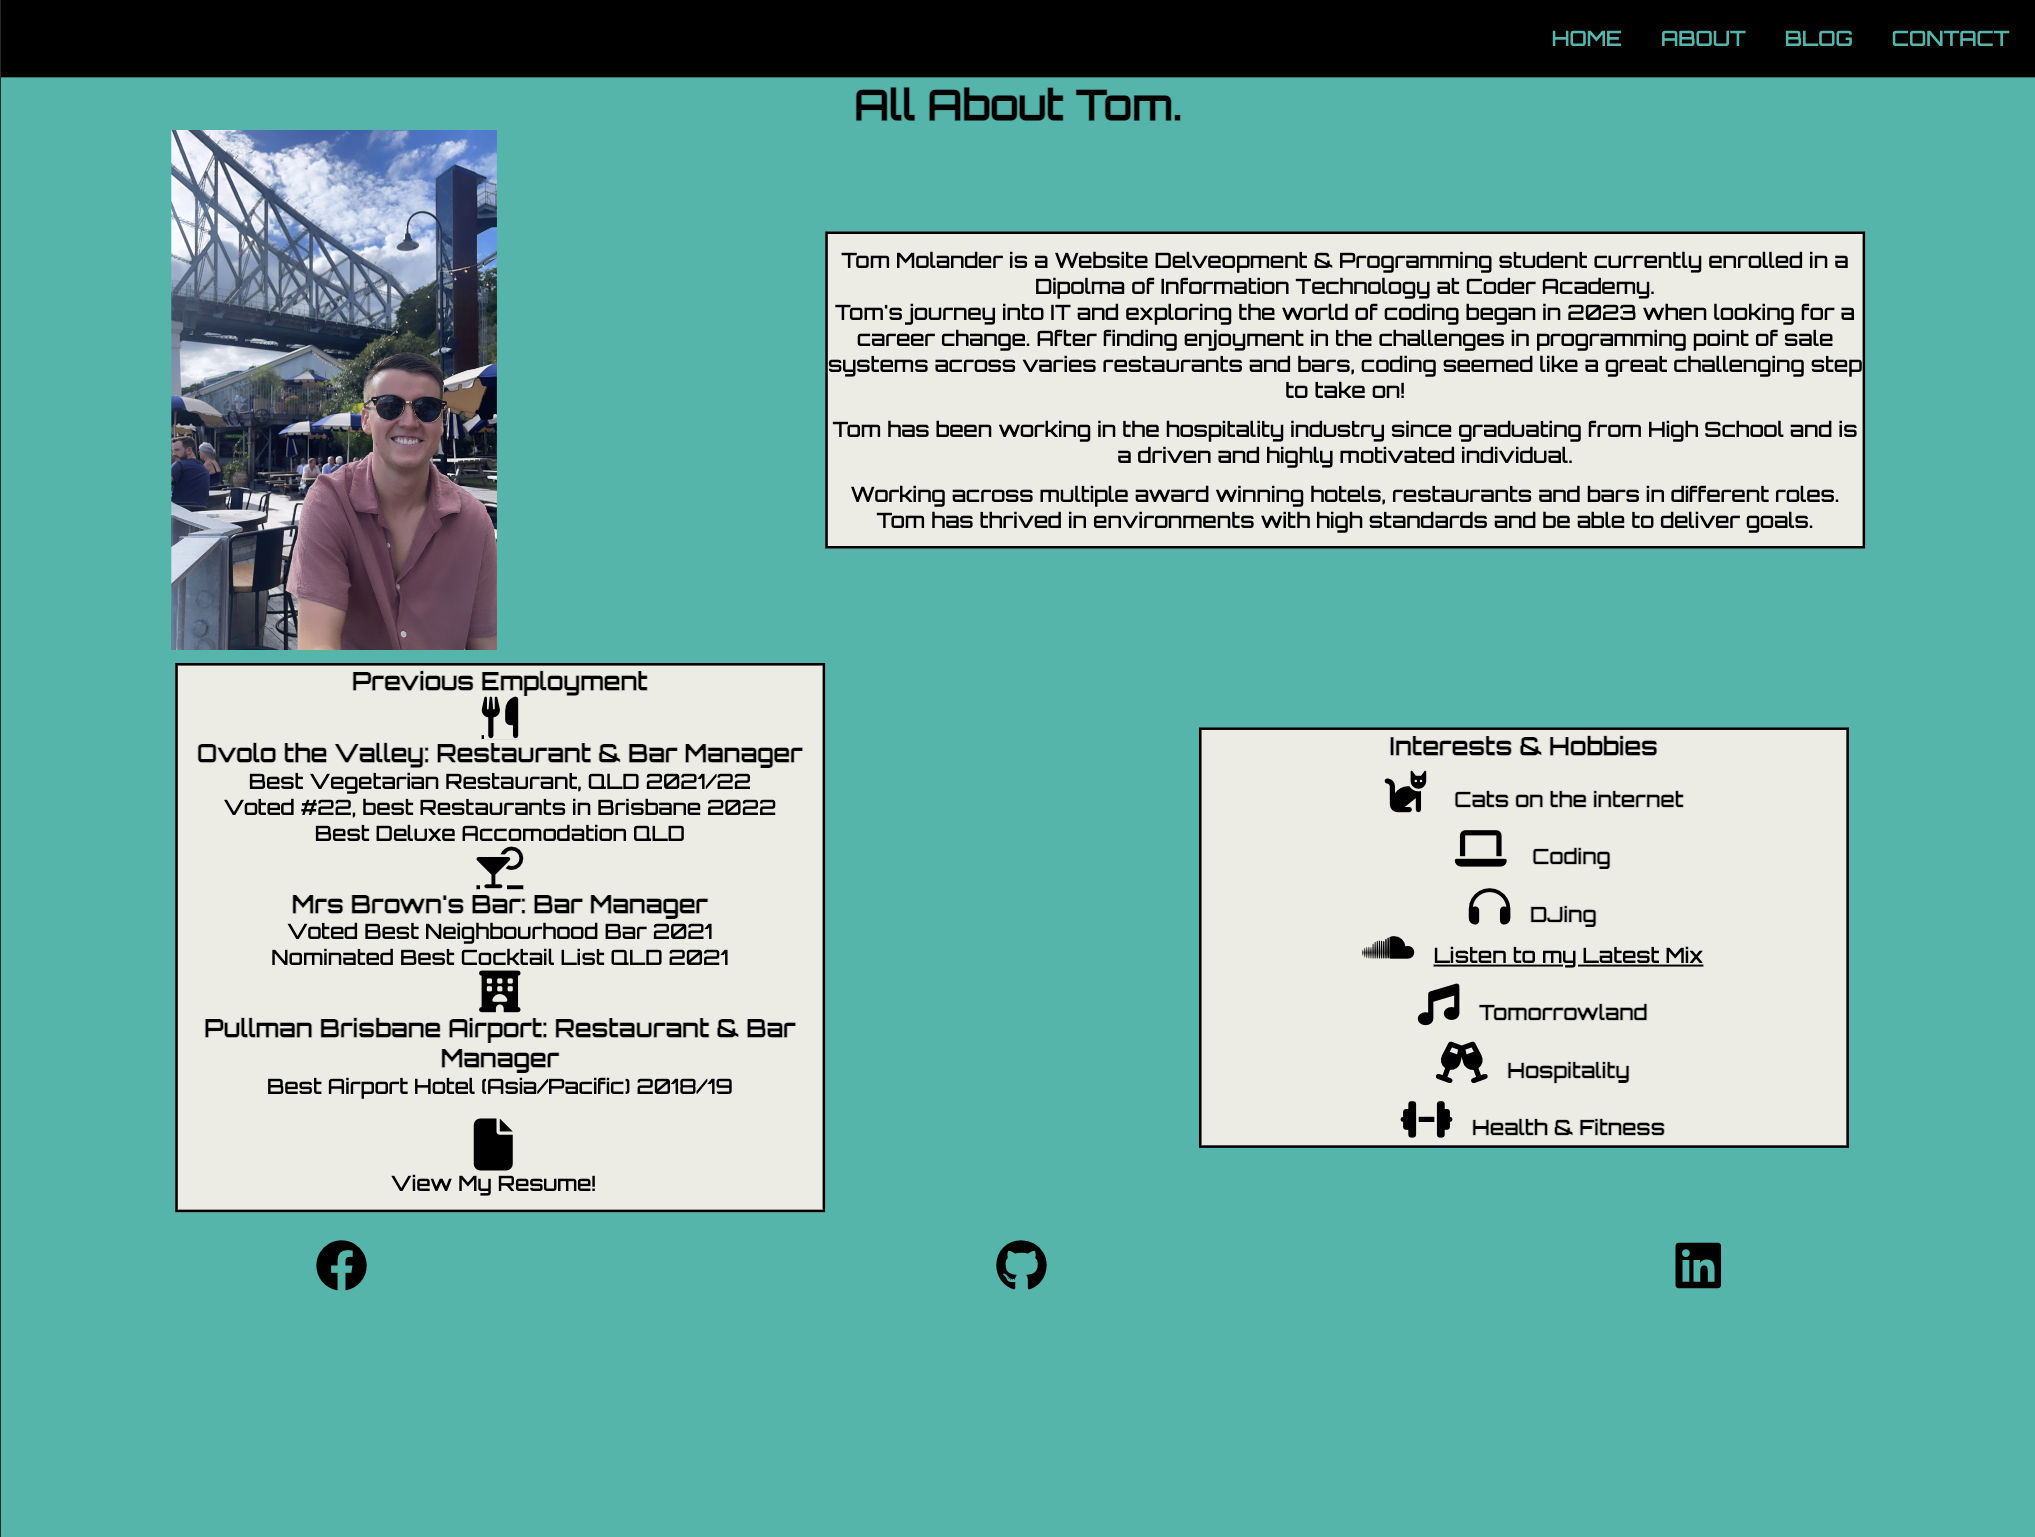 HOME ABOUT BLOG CONTACT
All About Tom.
Tom Molander is a Website Delveopment & Programming student currently enrolled in a
Dipolma of Information Technology at Coder Academy.
Tom's journey into IT and exploring the world of coding began in 2023 when looking for a
career change. After finding enjoyment in the challenges in programming point of sale
systems across varies restaurants and bars, coding seemed like a great challenging step
to take on!
Tom has been working in the hospitality industry since graduating from High School and is
a driven and highly motivated individual.
Working across multiple award winning hotels, restaurants and bars in different roles.
Tom has thrived in environments with high standards and be able to deliver goals.
Previous Employment
Ovolo the Valley: Restaurant & Bar Manager
Best Vegetarian Restaurant, QLD 2021/22
Voted #22, best Restaurants in Brisbane 2022
Best Deluxe Accomodation QLD
Mrs Brown's Bar: Bar Manager
Voted Best Neighbourhood Bar 2021
Nominated Best Cocktail List QLD 2021
Pullman Brisbane Airport: Restaurant & Bar
Manager
Best Airport Hotel (Asia/Pacific) 2018/19
View My Resume!
Interests & Hobbies
Cats on the internet
Coding
DJing
Listen to my Latest Mix
Tomorrowland
Hospitality
Health & Fitness